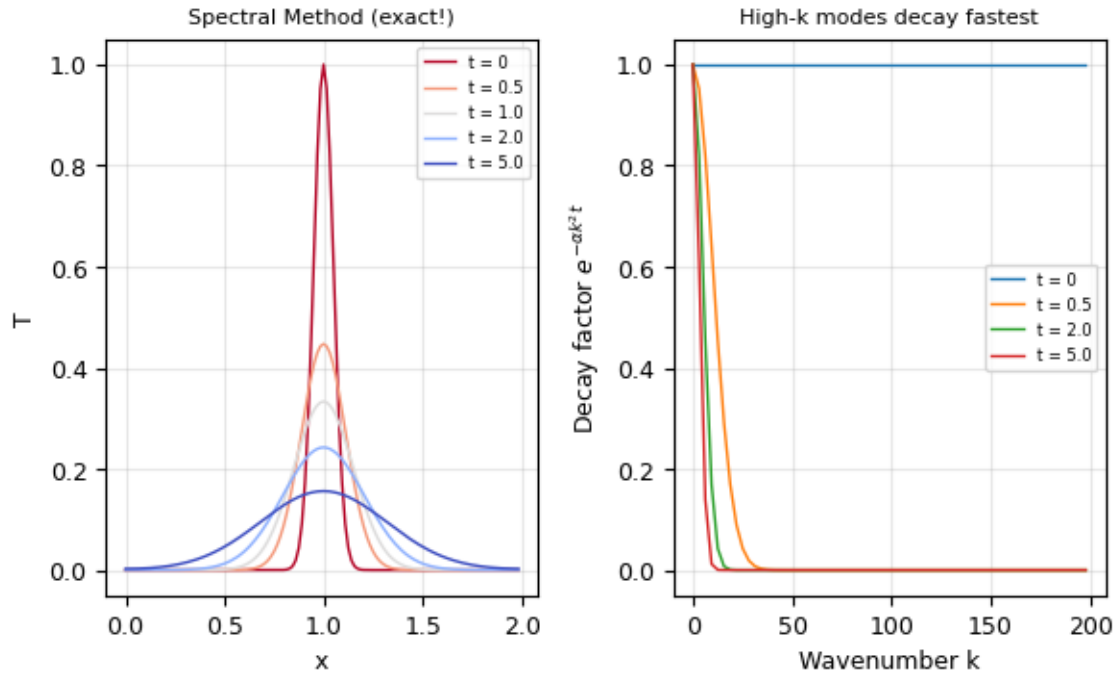 Spectral Method (exact!)
T
1.0
0.8
0.6
0.4
0.2
0.0
t = 0
t = 0.5
t = 1.0
t = 2.0
t = 5.0
0.0 0.5 1.0 1.5 2.0
x
High-k modes decay fastest
Decay factor e^{-αk² t}
1.0
0.8
0.6
0.4
0.2
0.0
t = 0
t = 0.5
t = 2.0
t = 5.0
0 50 100 150 200
Wavenumber k